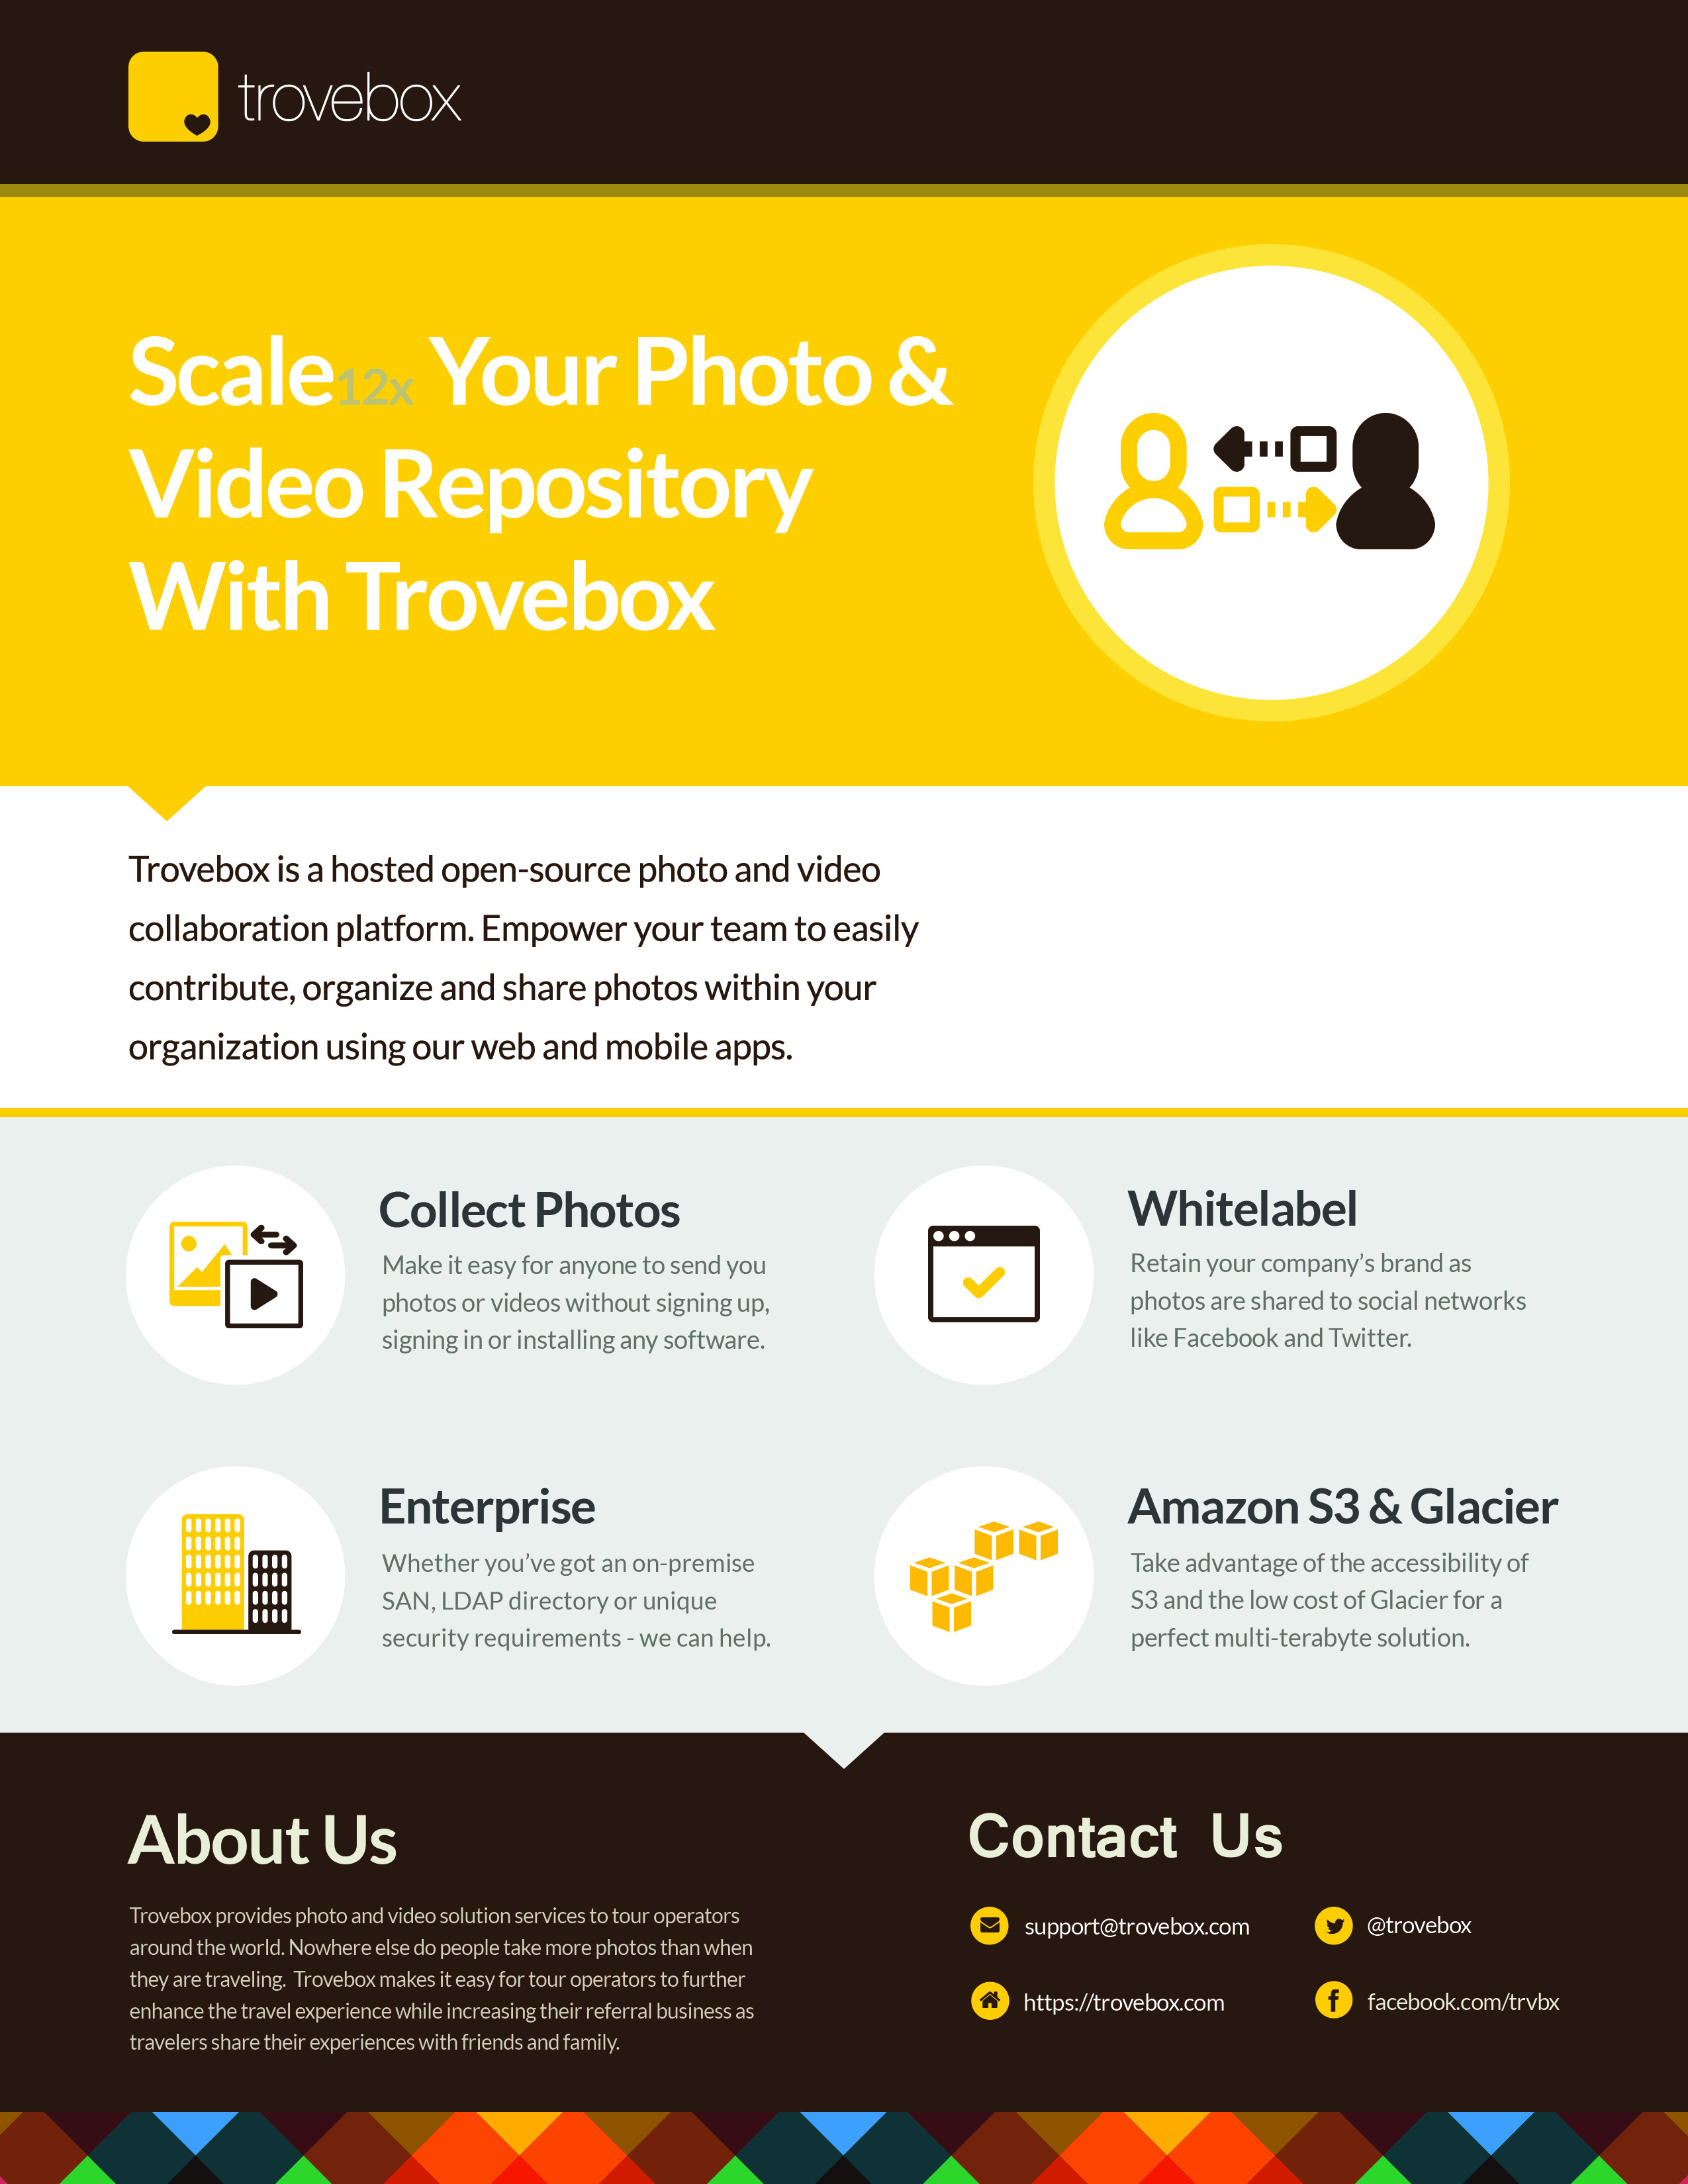 trovebox
Scale12x Your Photo &
Video Repository
With Trovebox
Trovebox is a hosted open-source photo and video
collaboration platform. Empower your team to easily
contribute, organize and share photos within your
organization using our web and mobile apps.
Collect Photos
Make it easy for anyone to send you
photos or videos without signing up,
signing in or installing any software.
Whitelabel
Retain your company’s brand as
photos are shared to social networks
like Facebook and Twitter.
Enterprise
Whether you’ve got an on-premise
SAN, LDAP directory or unique
security requirements - we can help.
Amazon S3 & Glacier
Take advantage of the accessibility of
S3 and the low cost of Glacier for a
perfect multi-terabyte solution.
About Us
Trovebox provides photo and video solution services to tour operators
around the world. Nowhere else do people take more photos than when
they are traveling.  Trovebox makes it easy for tour operators to further
enhance the travel experience while increasing their referral business as
travelers share their experiences with friends and family.
Contact Us
support@trovebox.com
@trovebox
https://trovebox.com
facebook.com/trvbx